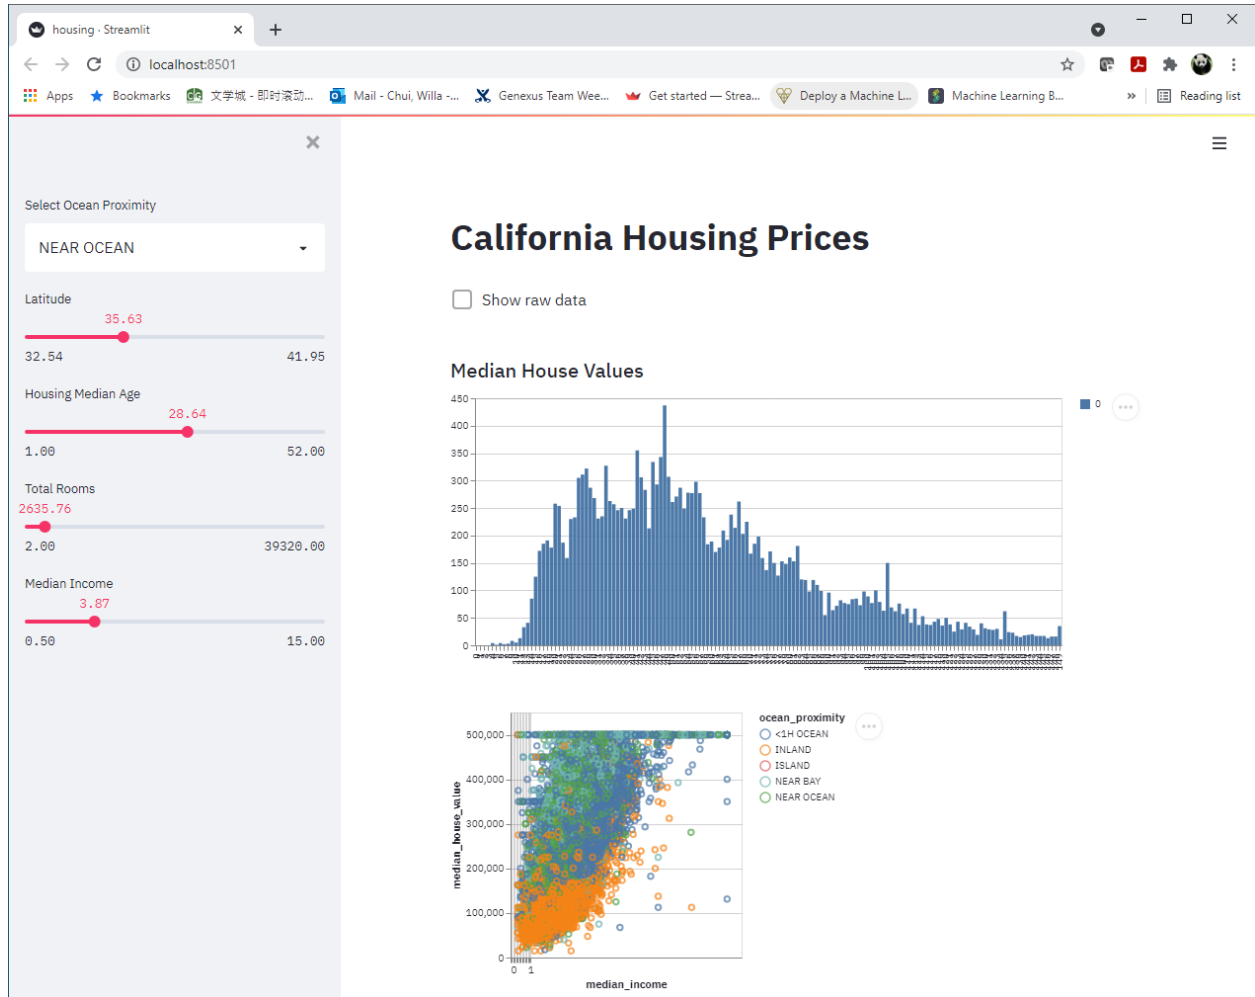 housing · Streamlit
localhost:8501
Apps Bookmarks 文学城 - 即时滚动... Mail - Chui, Willa -... Genexus Team Wee... Get started — Strea... Deploy a Machine L... Machine Learning B... » Reading list
Select Ocean Proximity
NEAR OCEAN
Latitude
35.63
32.54 41.95
Housing Median Age
28.64
1.00 52.00
Total Rooms
2635.76
2.00 39320.00
Median Income
3.87
0.50 15.00
California Housing Prices
Show raw data
Median House Values
450
400
350
300
250
200
150
100
50
0
0
ocean_proximity
<1H OCEAN
INLAND
ISLAND
NEAR BAY
NEAR OCEAN
median_house_value
500,000
400,000
300,000
200,000
100,000
0
0 1
median_income